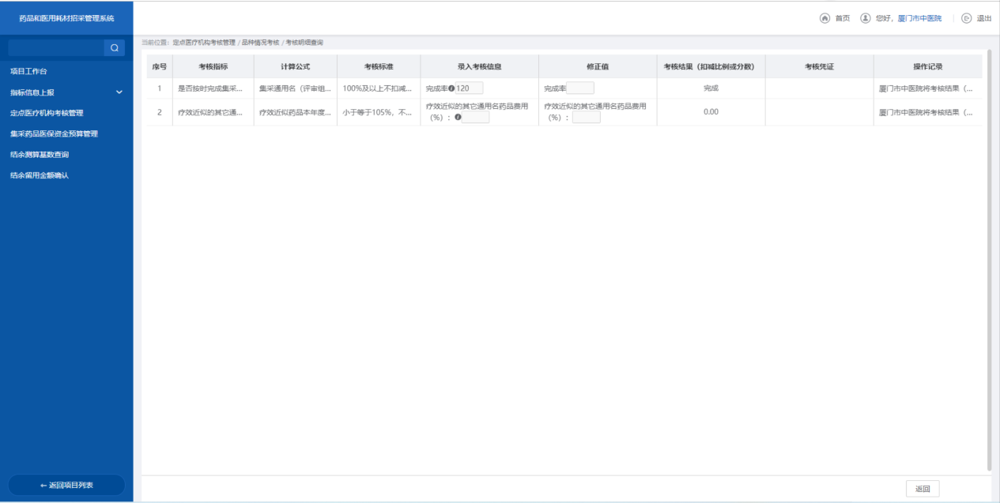 药品和医用耗材招采管理系统
首页 您好，厦门市中医院 退出
当前位置：定点医疗机构考核管理 / 品种情况考核 / 考核明细查询
项目工作台
指标信息上报
定点医疗机构考核管理
集采药品医保资金预算管理
结余测算基数查询
结余留用金额确认
← 返回项目列表
序号 考核指标 计算公式 考核标准 录入考核信息 修正值 考核结果（扣减比例或分数） 考核凭证 操作记录
1 是否按时完成集采... 集采通用名（评审组... 100%及以上不扣减... 完成率 120 完成率 完成 厦门市中医院将考核结果（...
2 疗效近似的其它通... 疗效近似药品本年度... 小于等于105%，不... 疗效近似的其它通用名药品费用 疗效近似的其它通用名药品费用 0.00 厦门市中医院将考核结果（...
（%）： （%）：
返回